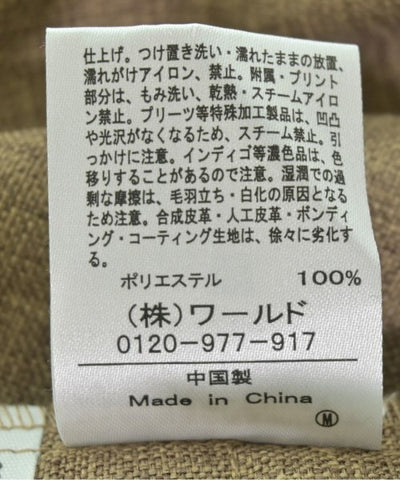 仕上げ。つけ置き洗い・濡れたままの放置、
濡れがけアイロン、禁止。附属・プリント
部分は、もみ洗い、乾熱・スチームアイロ
ン禁止。プリーツ等特殊加工製品は、凹凸
や光沢がなくなるため、スチーム禁止。引
っかけに注意。インディゴ等濃色品は、色
移りすることがあるので注意。湿潤での過
剰な摩擦は、毛羽立ち・白化の原因となる
ため注意。合成皮革・人工皮革・ボンディ
ング・コーティング生地は、徐々に劣化す
る。
ポリエステル 100%
(株)ワールド
0120-977-917
中国製
Made in China
M